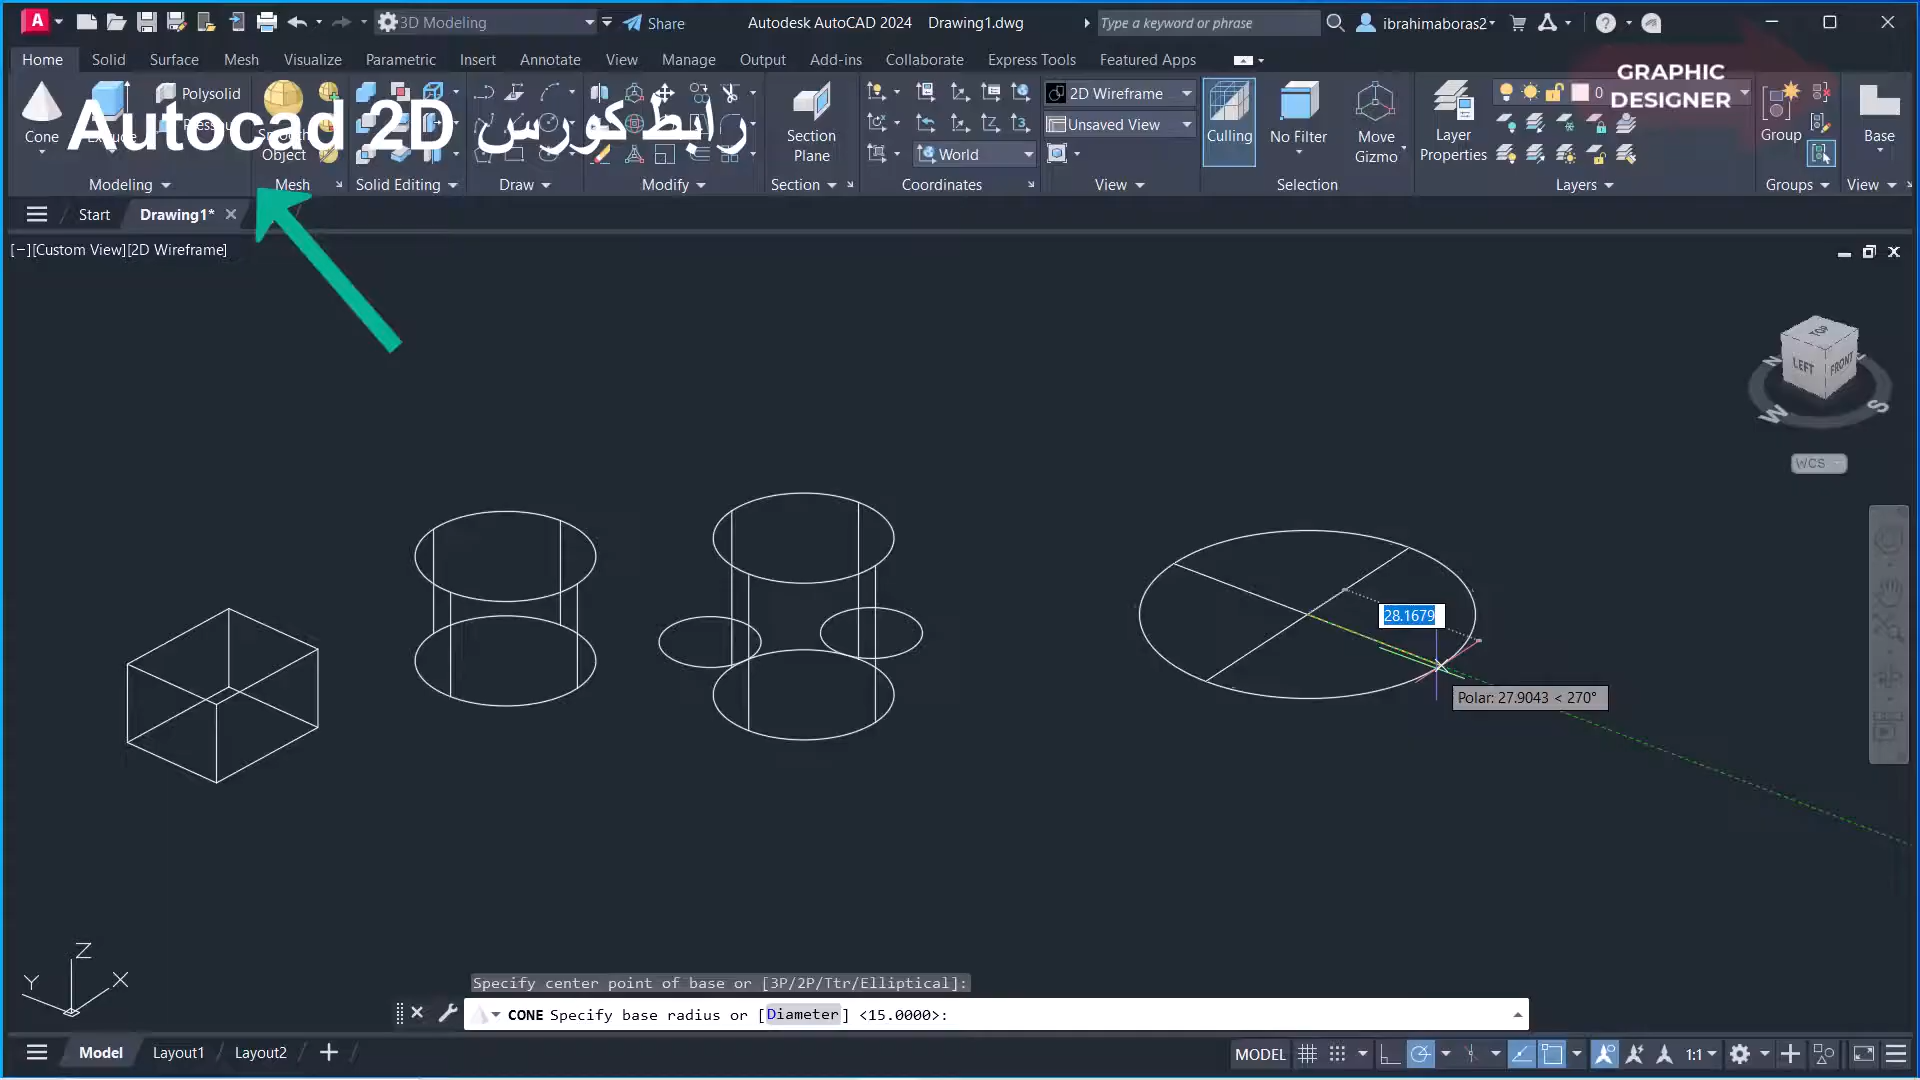 3D Modeling
Share
Autodesk AutoCAD 2024 Drawing1.dwg
Type a keyword or phrase
ibrahimaboras2
Home Solid Surface Mesh Visualize Parametric Insert Annotate View Manage Output Add-ins Collaborate Express Tools Featured Apps
GRAPHIC
DESIGNER
Cone
Polysolid
Object
رابط كورس Autocad 2D
Section
Plane
World
2D Wireframe
Unsaved View
Culling
No Filter
Move
Gizmo
Layer
Properties
0
Group
Base
Modeling Mesh Solid Editing Draw Modify Section Coordinates View Selection Layers Groups View
Start Drawing1*
[−][Custom View][2D Wireframe]
TOP
LEFT FRONT
N
W S
WCS
28.1679
Polar: 27.9043 < 270°
Z
Y X
Specify center point of base or [3P/2P/Ttr/Elliptical]:
CONE Specify base radius or [Diameter] <15.0000>:
Model Layout1 Layout2
MODEL
1:1